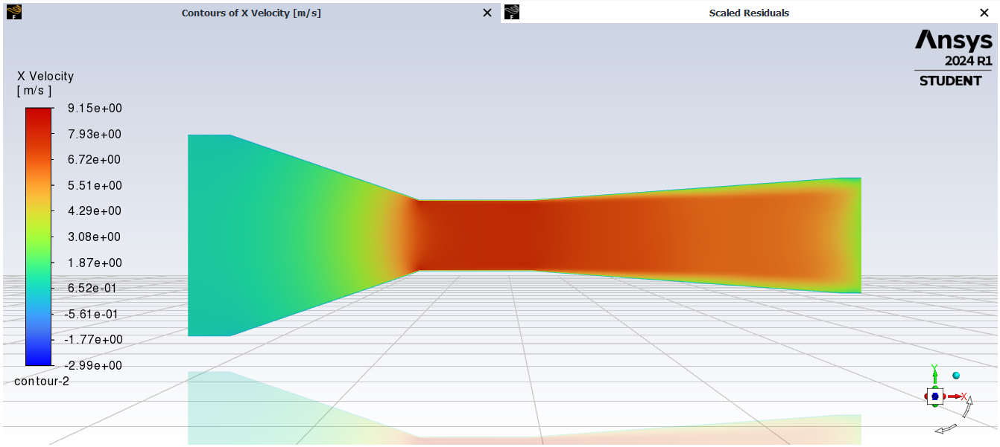 Contours of X Velocity [m/s]
Scaled Residuals
Ansys
2024 R1
STUDENT
X Velocity
[ m/s ]
9.15e+00
7.93e+00
6.72e+00
5.51e+00
4.29e+00
3.08e+00
1.87e+00
6.52e-01
-5.61e-01
-1.77e+00
-2.99e+00
contour-2
Y
X